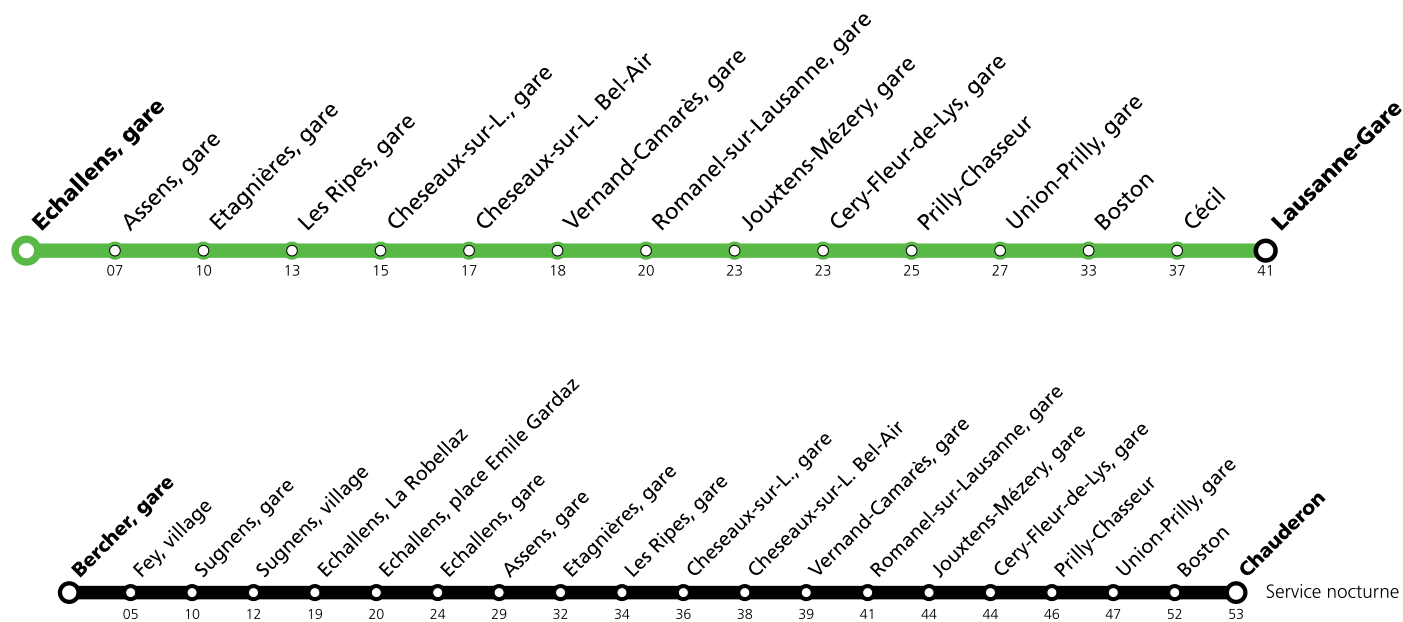 Echallens, gare
Assens, gare
Etagnières, gare
Les Ripes, gare
Cheseaux-sur-L., gare
Cheseaux-sur-L. Bel-Air
Vernand-Camarès, gare
Romanel-sur-Lausanne, gare
Jouxtens-Mézery, gare
Cery-Fleur-de-Lys, gare
Prilly-Chasseur
Union-Prilly, gare
Boston
Cécil
Lausanne-Gare
07 10 13 15 17 18 20 23 23 25 27 33 37 41
Bercher, gare
Fey, village
Sugnens, gare
Sugnens, village
Echallens, La Robellaz
Echallens, place Emile Gardaz
Echallens, gare
Assens, gare
Etagnières, gare
Les Ripes, gare
Cheseaux-sur-L., gare
Cheseaux-sur-L. Bel-Air
Vernand-Camarès, gare
Romanel-sur-Lausanne, gare
Jouxtens-Mézery, gare
Cery-Fleur-de-Lys, gare
Prilly-Chasseur
Union-Prilly, gare
Boston
Chauderon
Service nocturne
05 10 12 19 20 24 29 32 34 36 38 39 41 44 44 46 47 52 53